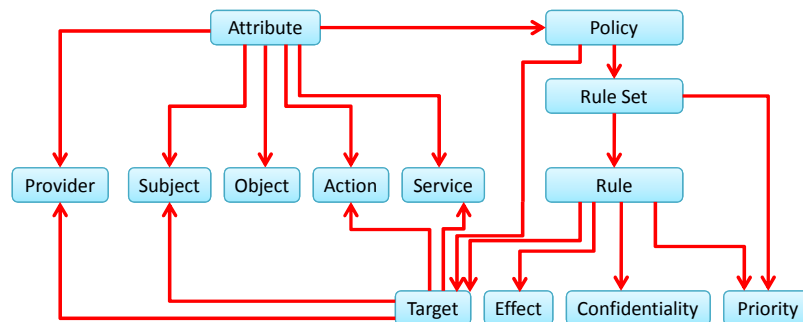 Attribute
Policy
Rule Set
Provider
Subject
Object
Action
Service
Rule
Target
Effect
Confidentiality
Priority